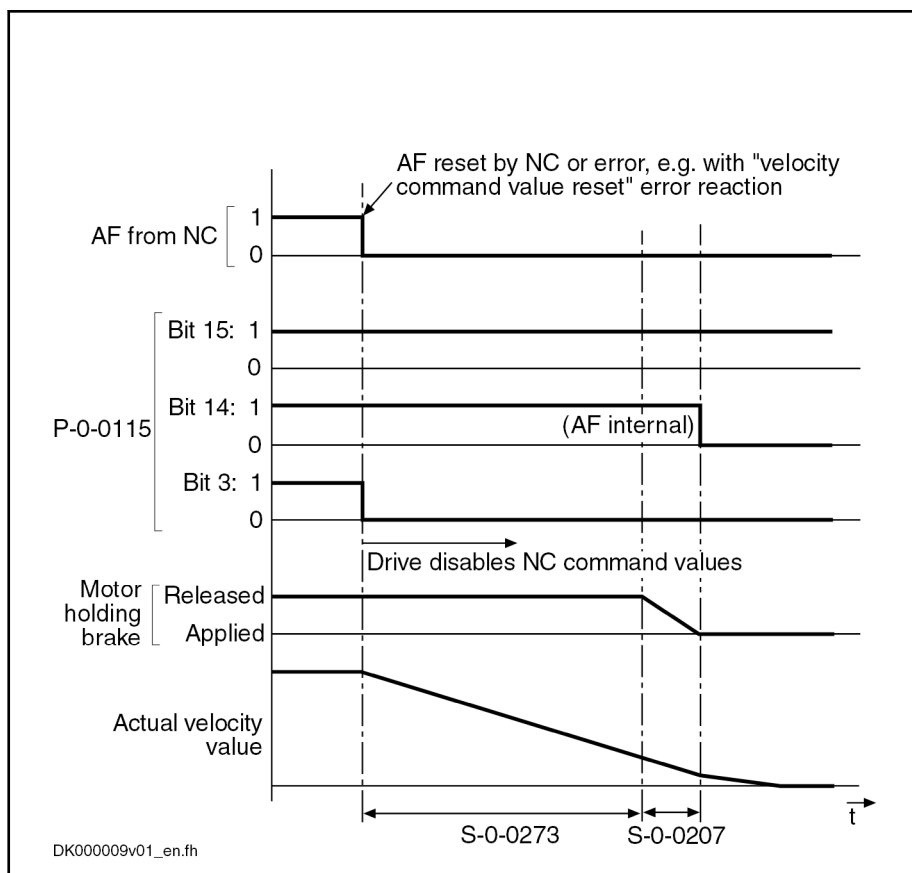 AF reset by NC or error, e.g. with "velocity
command value reset" error reaction
AF from NC
1
0
P-0-0115
Bit 15: 1
0
Bit 14: 1
(AF internal)
0
Bit 3: 1
0
Drive disables NC command values
Motor
holding
brake
Released
Applied
Actual velocity
value
t
S-0-0273
S-0-0207
DK000009v01_en.fh